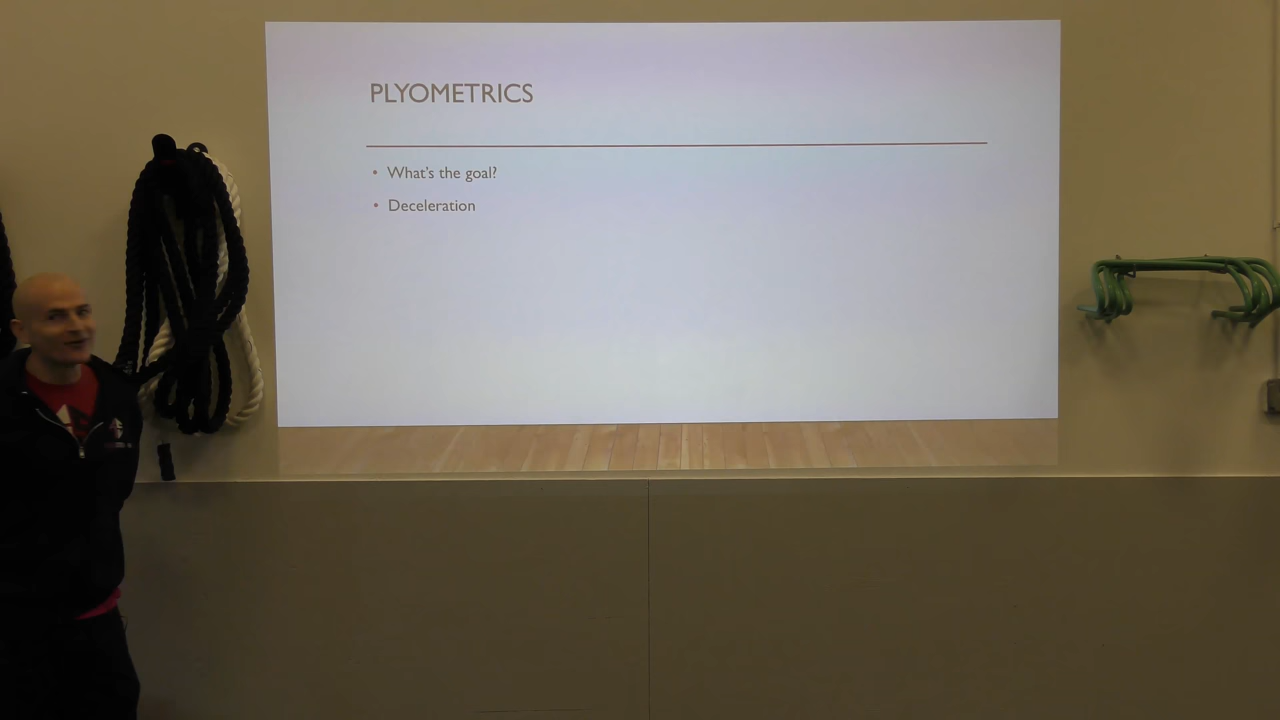 PLYOMETRICS
• What's the goal?
• Deceleration